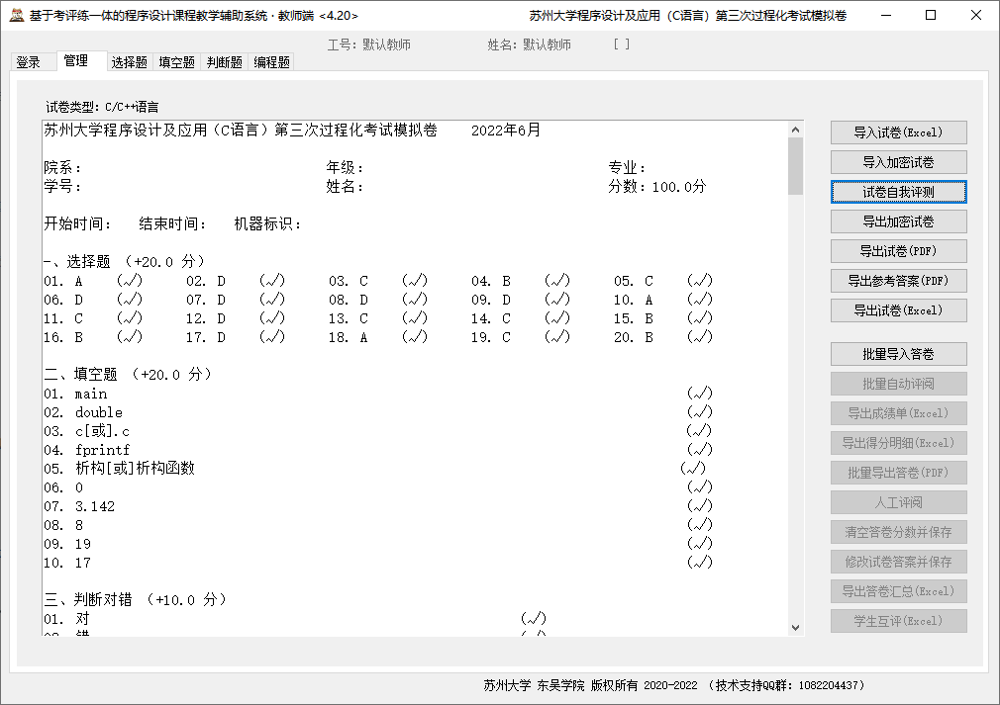 基于考评练一体的程序设计课程教学辅助系统·教师端 <4.20> 苏州大学程序设计及应用（C语言）第三次过程化考试模拟卷
工号: 默认教师 姓名: 默认教师 [ ]
登录 管理 选择题 填空题 判断题 编程题
试卷类型: C/C++语言
苏州大学程序设计及应用（C语言）第三次过程化考试模拟卷 2022年6月
院系: 年级: 专业:
学号: 姓名: 分数: 100.0分
开始时间: 结束时间: 机器标识:
一、选择题 （+20.0 分）
01. A (√) 02. D (√) 03. C (√) 04. B (√) 05. C (√)
06. D (√) 07. D (√) 08. D (√) 09. D (√) 10. A (√)
11. C (√) 12. D (√) 13. C (√) 14. C (√) 15. B (√)
16. B (√) 17. D (√) 18. A (√) 19. C (√) 20. B (√)
二、填空题 （+20.0 分）
01. main (√)
02. double (√)
03. c[或].c (√)
04. fprintf (√)
05. 析构[或]析构函数 (√)
06. 0 (√)
07. 3.142 (√)
08. 8 (√)
09. 19 (√)
10. 17 (√)
三、判断对错 （+10.0 分）
01. 对 (√)
导入试卷(Excel)
导入加密试卷
试卷自我评测
导出加密试卷
导出试卷(PDF)
导出参考答案(PDF)
导出试卷(Excel)
批量导入答卷
批量自动评阅
导出成绩单(Excel)
导出得分明细(Excel)
批量导出答卷(PDF)
人工评阅
清空答卷分数并保存
修改试卷答案并保存
导出答卷汇总(Excel)
学生互评(Excel)
苏州大学 东吴学院 版权所有 2020-2022 （技术支持QQ群: 1082204437）